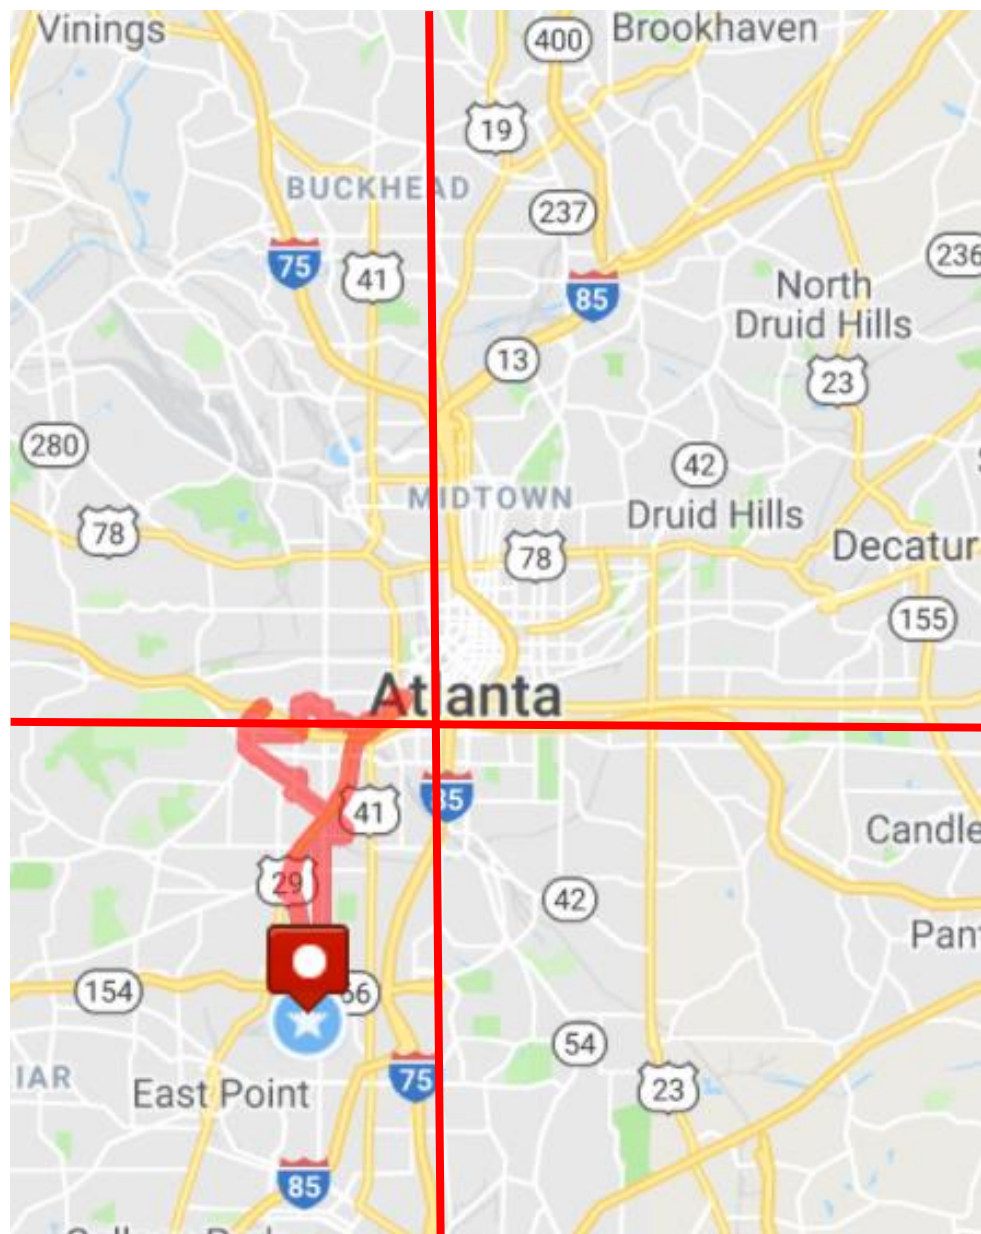 Vinings
400
Brookhaven
19
BUCKHEAD
237
236
75
41
85
North
Druid Hills
13
23
280
42
MIDTOWN
78
Druid Hills
78
Decatur
155
Atlanta
85
41
Candle
29
42
Pant
154
66
54
IAR
75
23
East Point
85